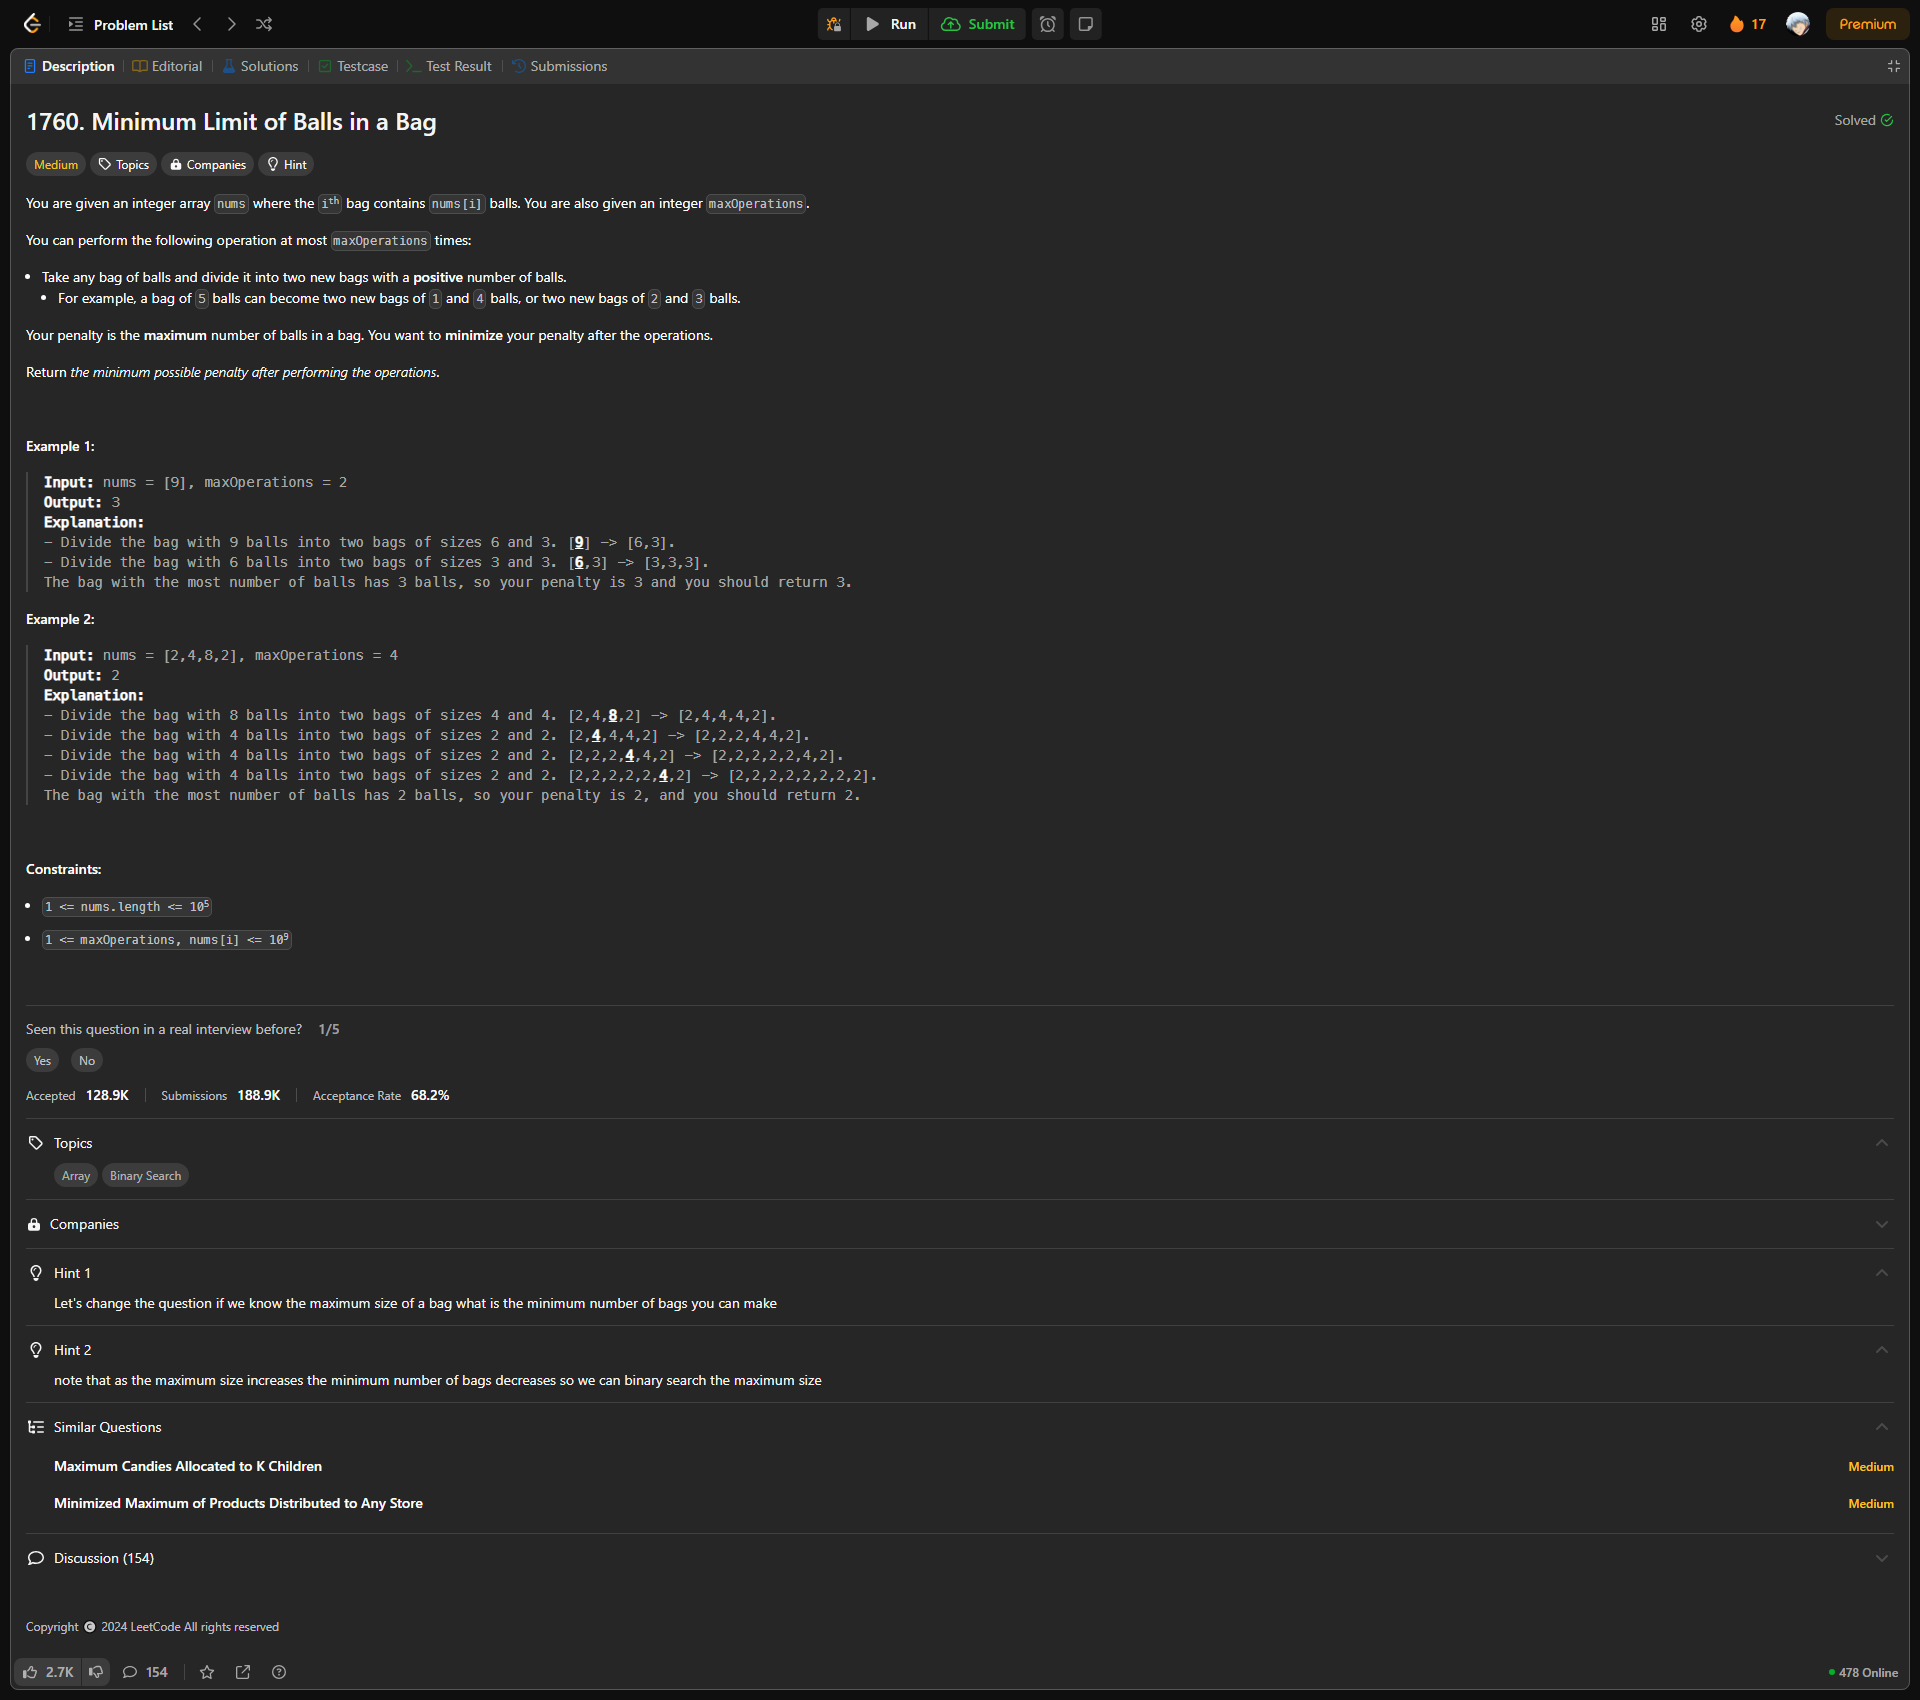 Problem List
Run
Submit
17
Premium
Description
Editorial
Solutions
Testcase
Test Result
Submissions
1760. Minimum Limit of Balls in a Bag
Solved
Medium
Topics
Companies
Hint
You are given an integer array nums where the ith bag contains nums[i] balls. You are also given an integer maxOperations.
You can perform the following operation at most maxOperations times:
• Take any bag of balls and divide it into two new bags with a positive number of balls.
• For example, a bag of 5 balls can become two new bags of 1 and 4 balls, or two new bags of 2 and 3 balls.
Your penalty is the maximum number of balls in a bag. You want to minimize your penalty after the operations.
Return the minimum possible penalty after performing the operations.
Example 1:
Input: nums = [9], maxOperations = 2
Output: 3
Explanation:
- Divide the bag with 9 balls into two bags of sizes 6 and 3. [9] -> [6,3].
- Divide the bag with 6 balls into two bags of sizes 3 and 3. [6,3] -> [3,3,3].
The bag with the most number of balls has 3 balls, so your penalty is 3 and you should return 3.
Example 2:
Input: nums = [2,4,8,2], maxOperations = 4
Output: 2
Explanation:
- Divide the bag with 8 balls into two bags of sizes 4 and 4. [2,4,8,2] -> [2,4,4,4,2].
- Divide the bag with 4 balls into two bags of sizes 2 and 2. [2,4,4,4,2] -> [2,2,2,4,4,2].
- Divide the bag with 4 balls into two bags of sizes 2 and 2. [2,2,2,4,4,2] -> [2,2,2,2,2,4,2].
- Divide the bag with 4 balls into two bags of sizes 2 and 2. [2,2,2,2,2,4,2] -> [2,2,2,2,2,2,2,2].
The bag with the most number of balls has 2 balls, so your penalty is 2, and you should return 2.
Constraints:
• 1 <= nums.length <= 10⁵
• 1 <= maxOperations, nums[i] <= 10⁹
Seen this question in a real interview before? 1/5
Yes No
Accepted 128.9K Submissions 188.9K Acceptance Rate 68.2%
Topics
Array Binary Search
Companies
Hint 1
Let's change the question if we know the maximum size of a bag what is the minimum number of bags you can make
Hint 2
note that as the maximum size increases the minimum number of bags decreases so we can binary search the maximum size
Similar Questions
Maximum Candies Allocated to K Children Medium
Minimized Maximum of Products Distributed to Any Store Medium
Discussion (154)
Copyright © 2024 LeetCode All rights reserved
2.7K 154
478 Online